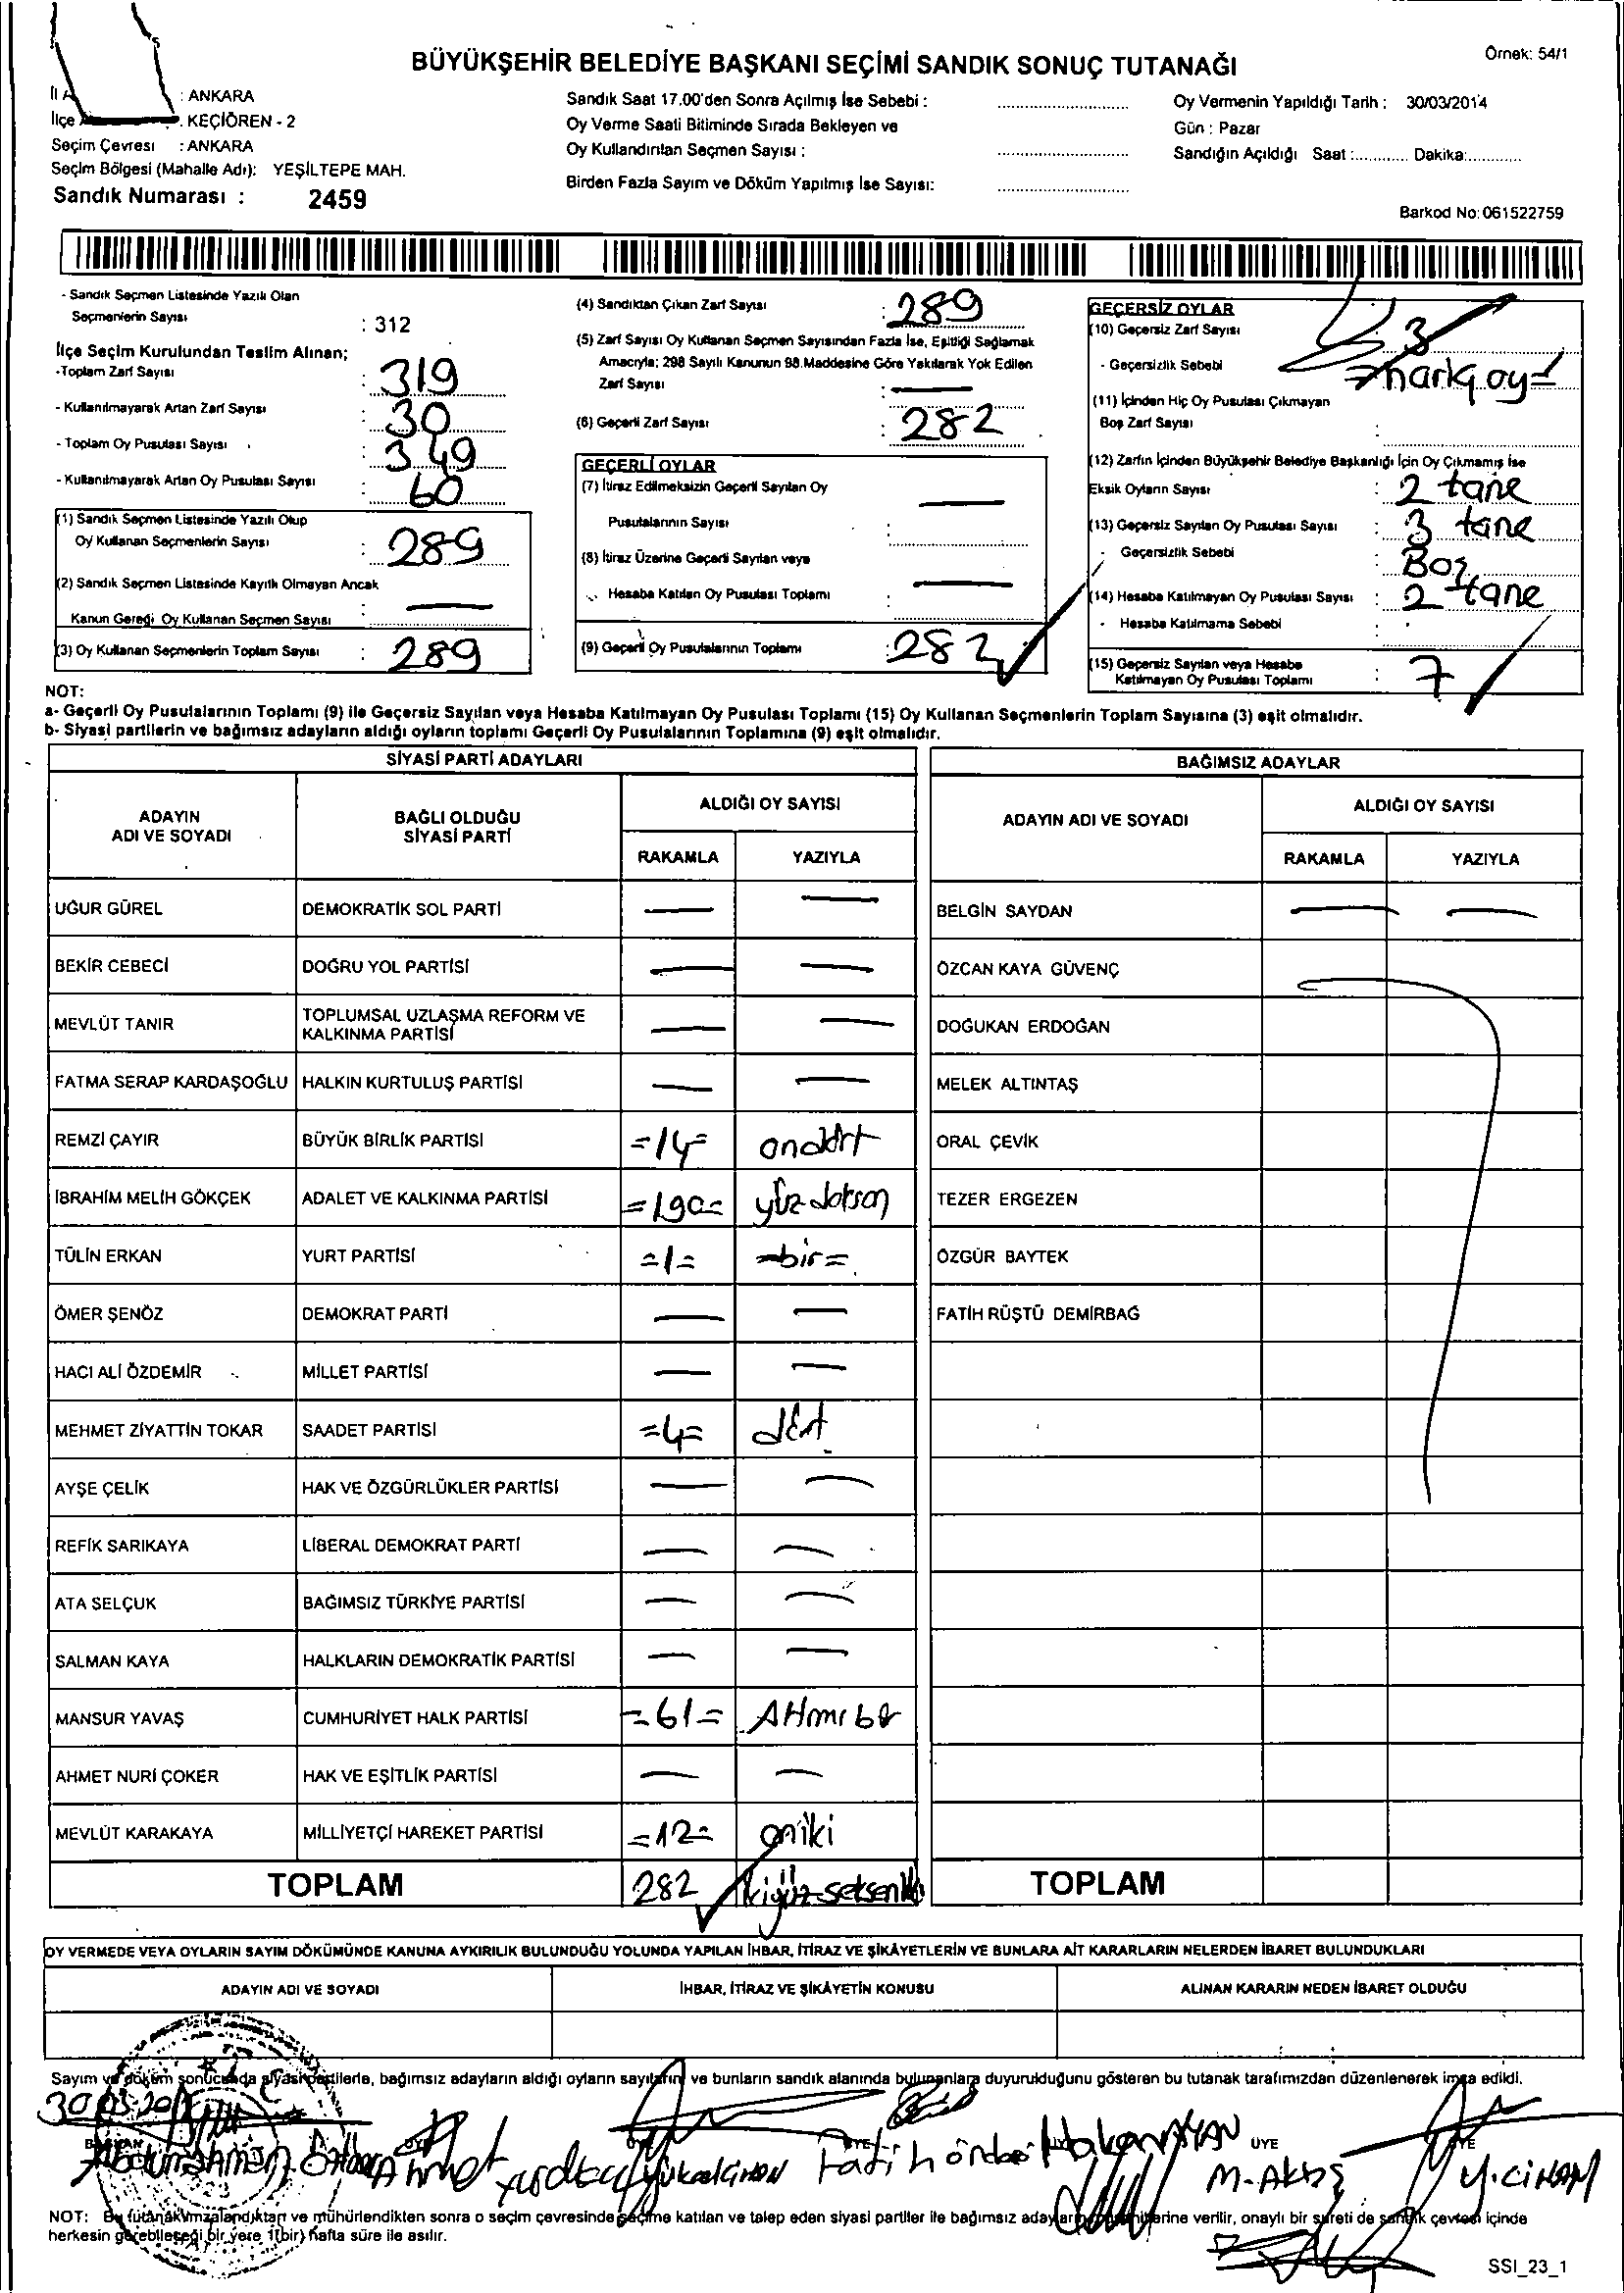 Örnek: 54/1
BÜYÜKŞEHİR BELEDİYE BAŞKANI SEÇİMİ SANDIK SONUÇ TUTANAĞI
: ANKARA
İlçe : KEÇİÖREN - 2
Seçim Çevresi : ANKARA
Seçim Bölgesi (Mahalle Adı): YEŞİLTEPE MAH.
Sandık Numarası : 2459
Sandık Saat 17.00'den Sonra Açılmış İse Sebebi :
Oy Verme Saati Bitiminde Sırada Bekleyen ve
Oy Kullandırılan Seçmen Sayısı :
Birden Fazla Sayım ve Döküm Yapılmış İse Sayısı:
Oy Vermenin Yapıldığı Tarih : 30/03/2014
Gün : Pazar
Sandığın Açıldığı Saat :............ Dakika:............
Barkod No:061522759
- Sandık Seçmen Listesinde Yazılı Olan
Seçmenlerin Sayısı : 312
İlçe Seçim Kurulundan Teslim Alınan;
-Toplam Zarf Sayısı : 319
- Kullanılmayarak Artan Zarf Sayısı : 30
- Toplam Oy Pusulası Sayısı : 349
- Kullanılmayarak Artan Oy Pusulası Sayısı : 60
(1) Sandık Seçmen Listesinde Yazılı Olup
Oy Kullanan Seçmenlerin Sayısı : 289
(2) Sandık Seçmen Listesinde Kayıtlı Olmayan Ancak
Kanun Gereği Oy Kullanan Seçmen Sayısı : —
(3) Oy Kullanan Seçmenlerin Toplam Sayısı : 289
(4) Sandıktan Çıkan Zarf Sayısı : 289
(5) Zarf Sayısı Oy Kullanan Seçmen Sayısından Fazla İse, Eşitliği Sağlamak
Amacıyla; 298 Sayılı Kanunun 98.Maddesine Göre Yakılarak Yok Edilen
Zarf Sayısı : —
(6) Geçerli Zarf Sayısı : 282
GEÇERLİ OYLAR
(7) İtiraz Edilmeksizin Geçerli Sayılan Oy —
Pusulalarının Sayısı :
(8) İtiraz Üzerine Geçerli Sayılan veya —
Hesaba Katılan Oy Pusulası Toplamı :
(9) Geçerli Oy Pusulalarının Toplamı : 282
GEÇERSİZ OYLAR
(10) Geçersiz Zarf Sayısı : 3
- Geçersizlik Sebebi
(11) İçinden Hiç Oy Pusulası Çıkmayan
Boş Zarf Sayısı :
(12) Zarfın İçinden Büyükşehir Belediye Başkanlığı İçin Oy Çıkmamış İse
Eksik Oyların Sayısı : 2 tane
(13) Geçersiz Sayılan Oy Pusulası Sayısı : 3 tane
- Geçersizlik Sebebi : Boş
(14) Hesaba Katılmayan Oy Pusulası Sayısı : 2 tane
- Hesaba Katılmama Sebebi :
(15) Geçersiz Sayılan veya Hesaba
Katılmayan Oy Pusulası Toplamı : 7
NOT:
a- Geçerli Oy Pusulalarının Toplamı (9) ile Geçersiz Sayılan veya Hesaba Katılmayan Oy Pusulası Toplamı (15) Oy Kullanan Seçmenlerin Toplam Sayısına (3) eşit olmalıdır.
b- Siyasi partilerin ve bağımsız adayların aldığı oyların toplamı Geçerli Oy Pusulalarının Toplamına (9) eşit olmalıdır.
SİYASİ PARTİ ADAYLARI
ADAYIN ADI VE SOYADI BAĞLI OLDUĞU SİYASİ PARTİ ALDIĞI OY SAYISI
RAKAMLA YAZIYLA
UĞUR GÜREL DEMOKRATİK SOL PARTİ — —
BEKİR CEBECİ DOĞRU YOL PARTİSİ — —
MEVLÜT TANIR TOPLUMSAL UZLAŞMA REFORM VE KALKINMA PARTİSİ — —
FATMA SERAP KARDAŞOĞLU HALKIN KURTULUŞ PARTİSİ — —
REMZİ ÇAYIR BÜYÜK BİRLİK PARTİSİ =14= ondört
İBRAHİM MELİH GÖKÇEK ADALET VE KALKINMA PARTİSİ =190= yüz doksan
TÜLİN ERKAN YURT PARTİSİ =1= =bir=
ÖMER ŞENÖZ DEMOKRAT PARTİ — —
HACI ALİ ÖZDEMİR MİLLET PARTİSİ — —
MEHMET ZİYATTİN TOKAR SAADET PARTİSİ =4= dört
AYŞE ÇELİK HAK VE ÖZGÜRLÜKLER PARTİSİ — —
REFİK SARIKAYA LİBERAL DEMOKRAT PARTİ — —
ATA SELÇUK BAĞIMSIZ TÜRKİYE PARTİSİ — —
SALMAN KAYA HALKLARIN DEMOKRATİK PARTİSİ — —
MANSUR YAVAŞ CUMHURİYET HALK PARTİSİ =61= Altmıbir
AHMET NURİ ÇOKER HAK VE EŞİTLİK PARTİSİ — —
MEVLÜT KARAKAYA MİLLİYETÇİ HAREKET PARTİSİ =12= oniki
TOPLAM 282 ikiyüz seksen iki
BAĞIMSIZ ADAYLAR
ADAYIN ADI VE SOYADI ALDIĞI OY SAYISI
RAKAMLA YAZIYLA
BELGİN SAYDAN — —
ÖZCAN KAYA GÜVENÇ
DOĞUKAN ERDOĞAN
MELEK ALTINTAŞ
ORAL ÇEVİK
TEZER ERGEZEN
ÖZGÜR BAYTEK
FATİH RÜŞTÜ DEMİRBAĞ
TOPLAM
OY VERMEDE VEYA OYLARIN SAYIM DÖKÜMÜNDE KANUNA AYKIRILIK BULUNDUĞU YOLUNDA YAPILAN İHBAR, İTİRAZ VE ŞİKÂYETLERİN VE BUNLARA AİT KARARLARIN NELERDEN İBARET BULUNDUKLARI
ADAYIN ADI VE SOYADI İHBAR, İTİRAZ VE ŞİKÂYETİN KONUSU ALINAN KARARIN NEDEN İBARET OLDUĞU
Sayım ve döküm sonucunda siyasi partilerle, bağımsız adayların aldığı oyların sayılarını ve bunların sandık alanında bulunanlara duyurulduğunu gösteren bu tutanak tarafımızdan düzenlenerek imza edildi.
BAŞKAN ÜYE ÜYE ÜYE
Ahmet Fatih M. Aktaş Y. CİHAN
NOT: Bu tutanak imzalandıktan ve mühürlendikten sonra o seçim çevresinde seçime katılan ve talep eden siyasi partiler ile bağımsız aday verilir, onaylı bir sureti de sandık çevresi içinde
herkesin görebileceği bir yere 1(bir) hafta süre ile asılır.
SSI_23_1